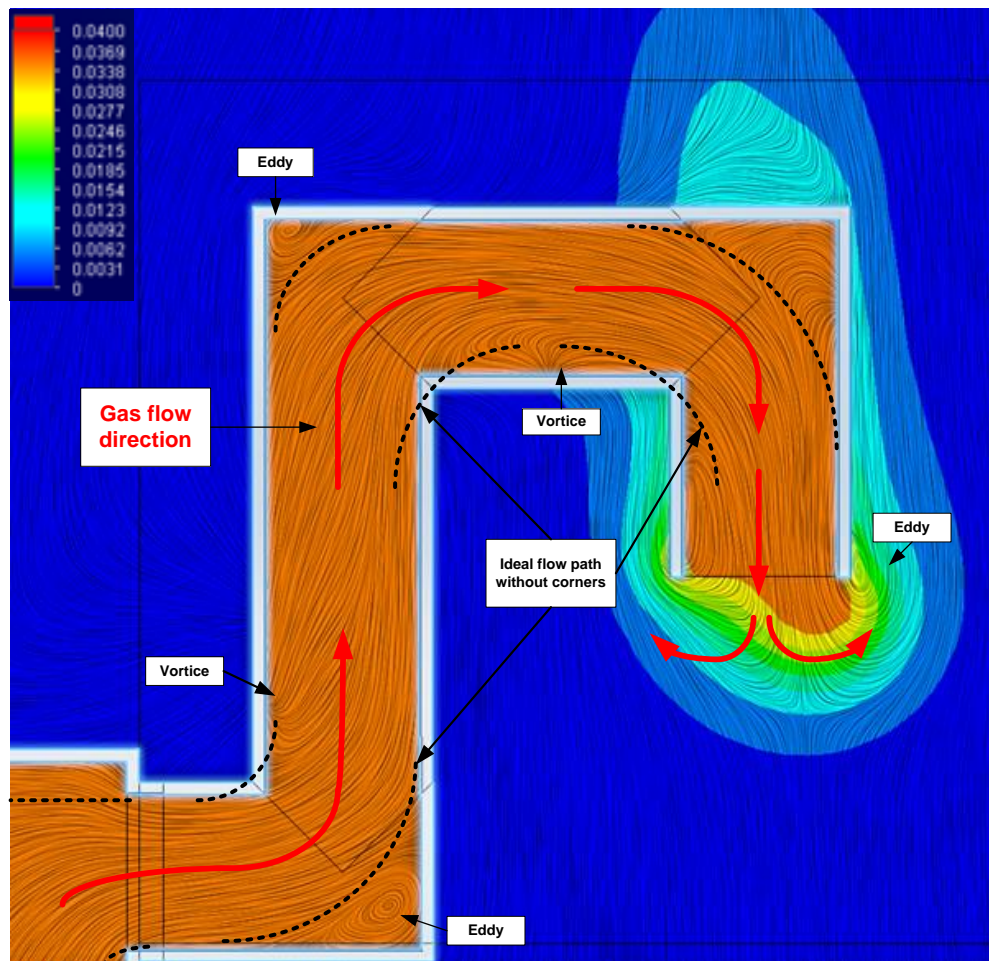 0.0400
0.0369
0.0338
0.0308
0.0277
0.0246
0.0215
0.0185
0.0154
0.0123
0.0092
0.0062
0.0031
0
Eddy
Gas flow
direction
Vortice
Eddy
Ideal flow path
without corners
Vortice
Eddy